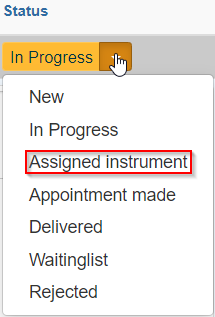 Status
In Progress
New
In Progress
Assigned instrument
Appointment made
Delivered
Waitinglist
Rejected